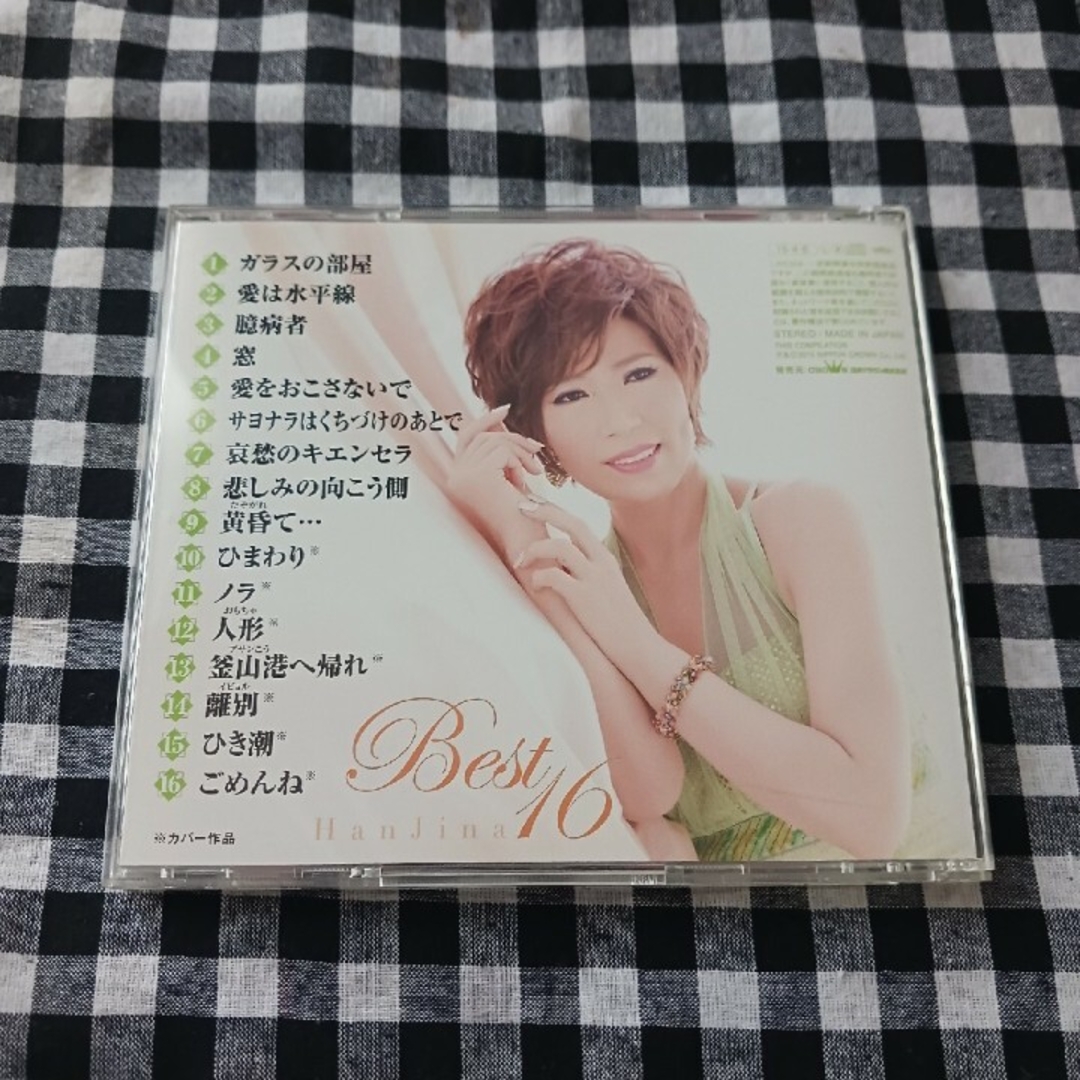 1 ガラスの部屋
2 愛は水平線
3 臆病者
4 窓
5 愛をおこさないで
6 サヨナラはくちづけのあとで
7 哀愁のキエンセラ
8 悲しみの向こう側
たそがれ
9 黄昏て…
10 ひまわり※
11 ノラ※
おもちゃ
12 人形※
プサンこう
13 釜山港へ帰れ※
イビョル
14 離別※
15 ひき潮※
16 ごめんね※
※カバー作品
Best 16
HanJina
STEREO / MADE IN JAPAN